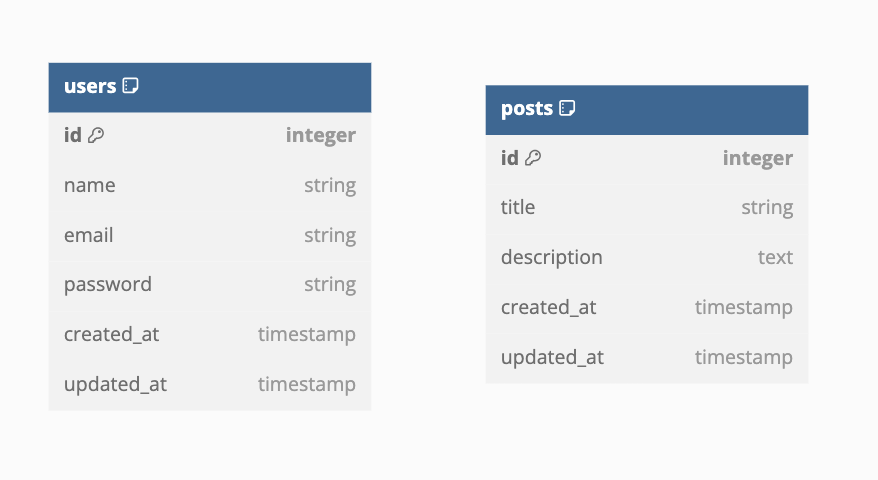 users
id integer
name string
email string
password string
created_at timestamp
updated_at timestamp
posts
id integer
title string
description text
created_at timestamp
updated_at timestamp